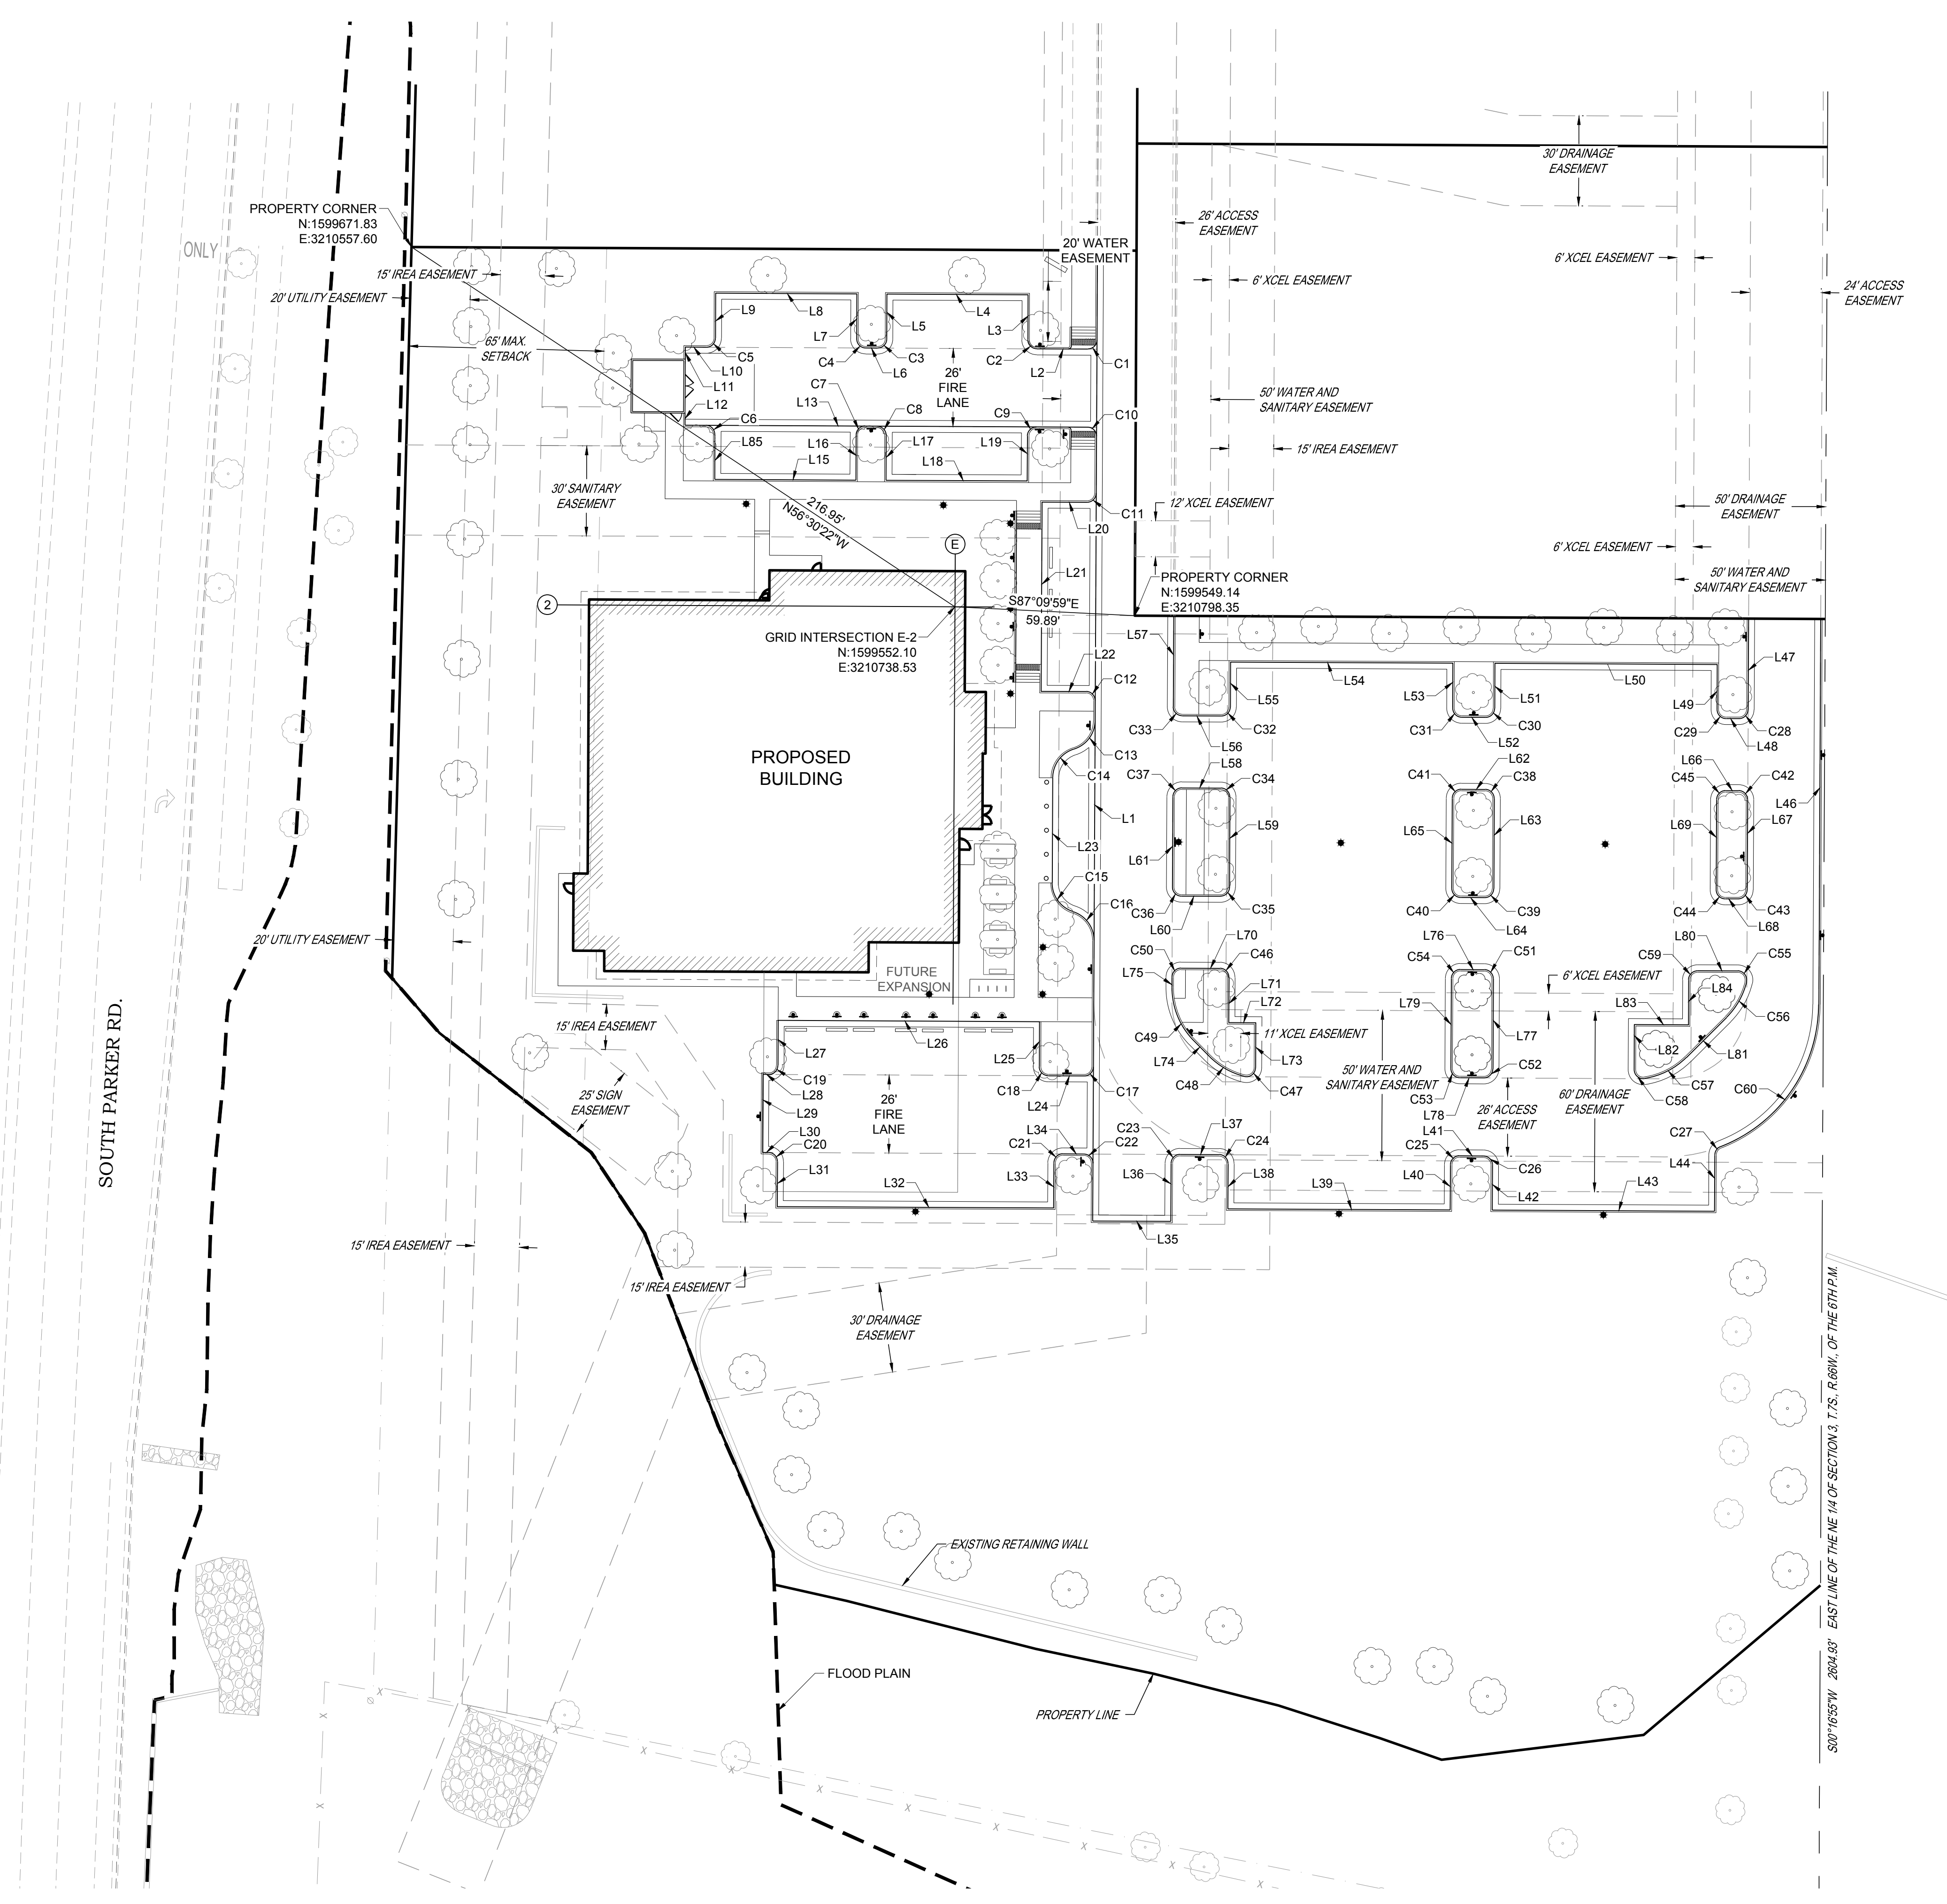 30' DRAINAGE
EASEMENT
PROPERTY CORNER
N:1599671.83
E:3210557.60
ONLY
26' ACCESS
EASEMENT
20' WATER
EASEMENT
6' XCEL EASEMENT
15' IREA EASEMENT
6' XCEL EASEMENT
20' UTILITY EASEMENT
24' ACCESS
EASEMENT
L9
L8
L7
L5
L4
L3
65' MAX.
SETBACK
C5
C4
C3
C2
C1
L10
L6
L2
L11
C7
26'
FIRE
LANE
L12
L13
C8
C9
C10
C6
50' WATER AND
SANITARY EASEMENT
L85
L16
L17
L19
15' IREA EASEMENT
L15
L18
30' SANITARY
EASEMENT
216.95'
N56°30'22"W
12' XCEL EASEMENT
50' DRAINAGE
EASEMENT
C11
L20
E
6' XCEL EASEMENT
L21
PROPERTY CORNER
N:1599549.14
E:3210798.35
50' WATER AND
SANITARY EASEMENT
2
S87°09'59"E
59.89'
GRID INTERSECTION E-2
N:1599552.10
E:3210738.53
L57
L22
L47
L54
L50
C12
L55
L53
L51
L49
C33
C32
C31
C30
C29
C28
L56
L52
L48
C13
PROPOSED
BUILDING
C14
C37
L58
C34
C41
L62
C38
L66
C45
C42
L46
L1
L59
L65
L63
L69
L67
L23
L61
C15
C16
C36
C35
C40
C39
C44
C43
L60
L64
L68
20' UTILITY EASEMENT
L70
L76
L80
C50
C46
C54
C51
C59
C55
FUTURE
EXPANSION
L75
L71
6' XCEL EASEMENT
L84
L72
L79
L83
C56
SOUTH PARKER RD.
15' IREA EASEMENT
L27
L26
L25
C49
11' XCEL EASEMENT
L77
L82
L81
L74
L73
50' WATER AND
SANITARY EASEMENT
C52
C57
C19
C18
C17
C48
C47
C53
C58
C60
L28
L24
L78
25' SIGN
EASEMENT
L29
26'
FIRE
LANE
26' ACCESS
EASEMENT
60' DRAINAGE
EASEMENT
L30
L34
C23
L37
L41
C27
C20
C21
C22
C24
C25
C26
L44
L31
L32
L33
L36
L38
L39
L40
L42
L43
15' IREA EASEMENT
L35
15' IREA EASEMENT
30' DRAINAGE
EASEMENT
EXISTING RETAINING WALL
S00°16'55"W 2604.93' EAST LINE OF THE NE 1/4 OF SECTION 3, T.7S., R.66W., OF THE 6TH P.M.
FLOOD PLAIN
PROPERTY LINE
X
X
X
X
X
X
X
X
X
X
X
X